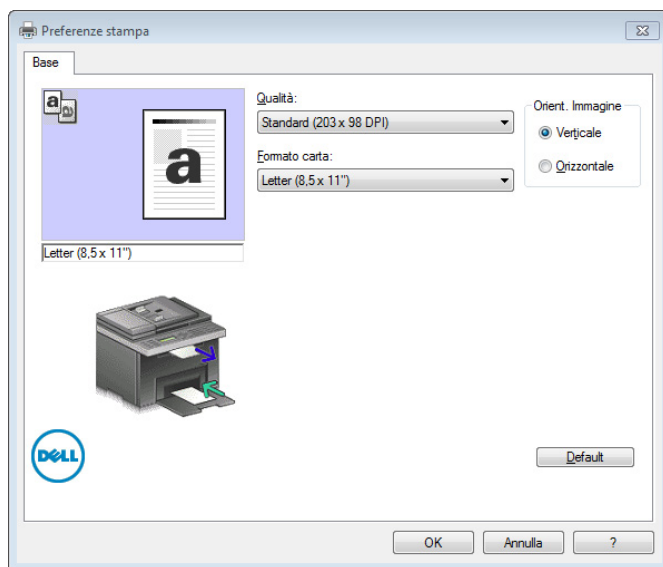 Preferenze stampa
Base
Qualità:
Standard (203 x 98 DPI)
Formato carta:
Letter (8,5 x 11")
Orient. Immagine
Verticale
Orizzontale
a
a
Letter (8,5 x 11")
DELL
Default
OK
Annulla
?